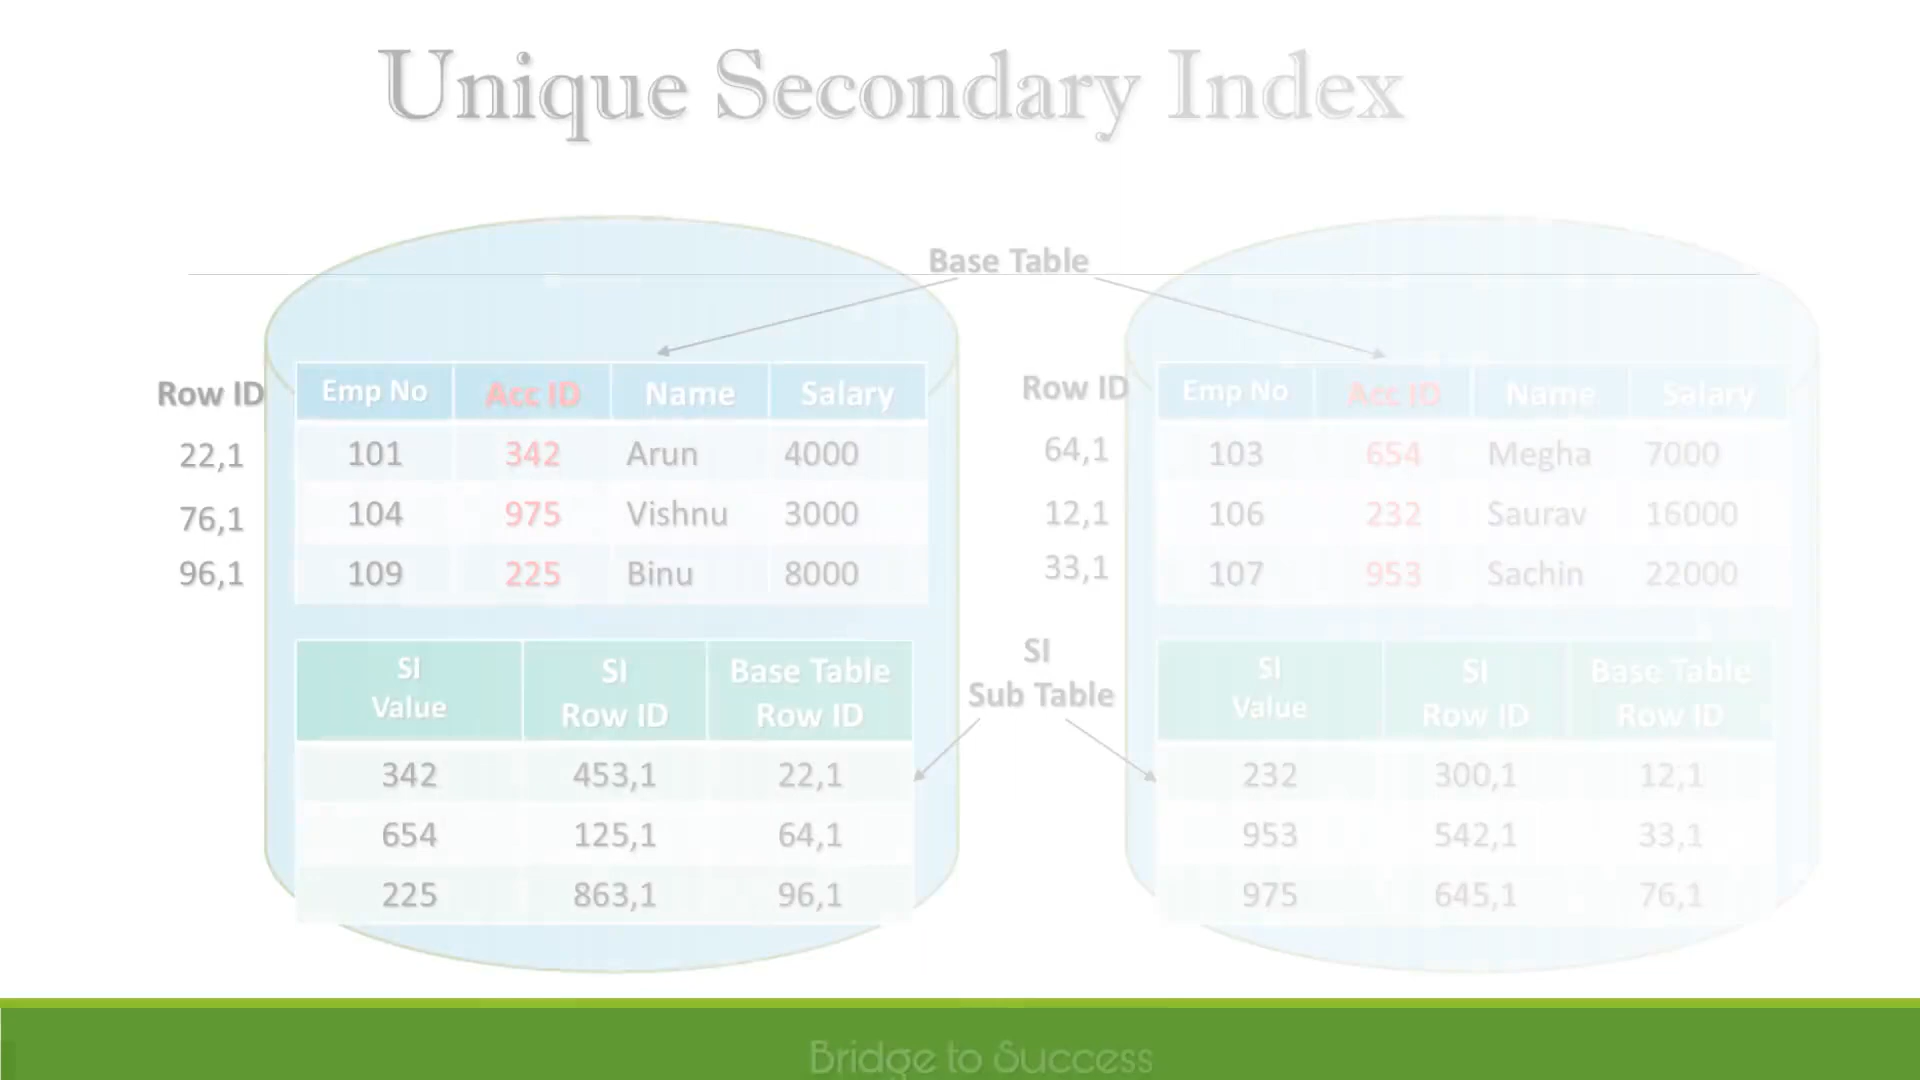 Unique Secondary Index
Base Table
Row ID Emp No Acc ID Name Salary
22,1 101 342 Arun 4000
76,1 104 975 Vishnu 3000
96,1 109 225 Binu 8000
Row ID Emp No Acc ID Name Salary
64,1 103 654 Megha 7000
12,1 106 232 Saurav 16000
33,1 107 953 Sachin 22000
SI
Sub Table
SI Value SI Row ID Base Table Row ID
342 453,1 22,1
654 125,1 64,1
225 863,1 96,1
SI Value SI Row ID Base Table Row ID
232 300,1 12,1
953 542,1 33,1
975 645,1 76,1
Bridge to Success